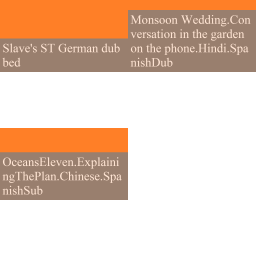 Slave's ST German dub
bed
Monsoon Wedding.Con
versation in the garden
on the phone.Hindi.Spa
nishDub
OceansEleven.Explaini
ngThePlan.Chinese.Spa
nishSub